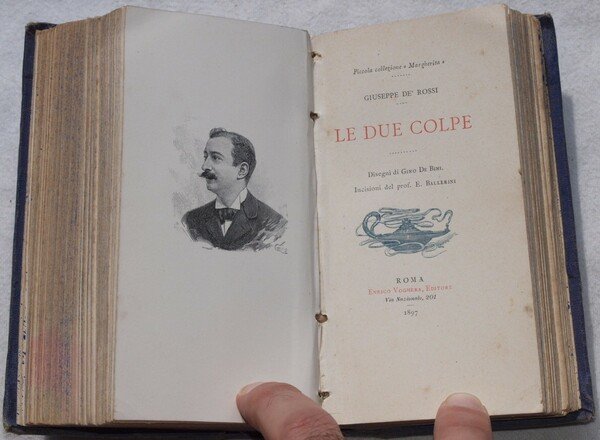 Piccola collezione « Margherita »
GIUSEPPE DE' ROSSI
LE DUE COLPE
Disegni di GINO DE BINI.
Incisioni del prof. E. BALLERINI
ROMA
ENRICO VOGHERA, EDITORE
Via Nazionale, 201
1897